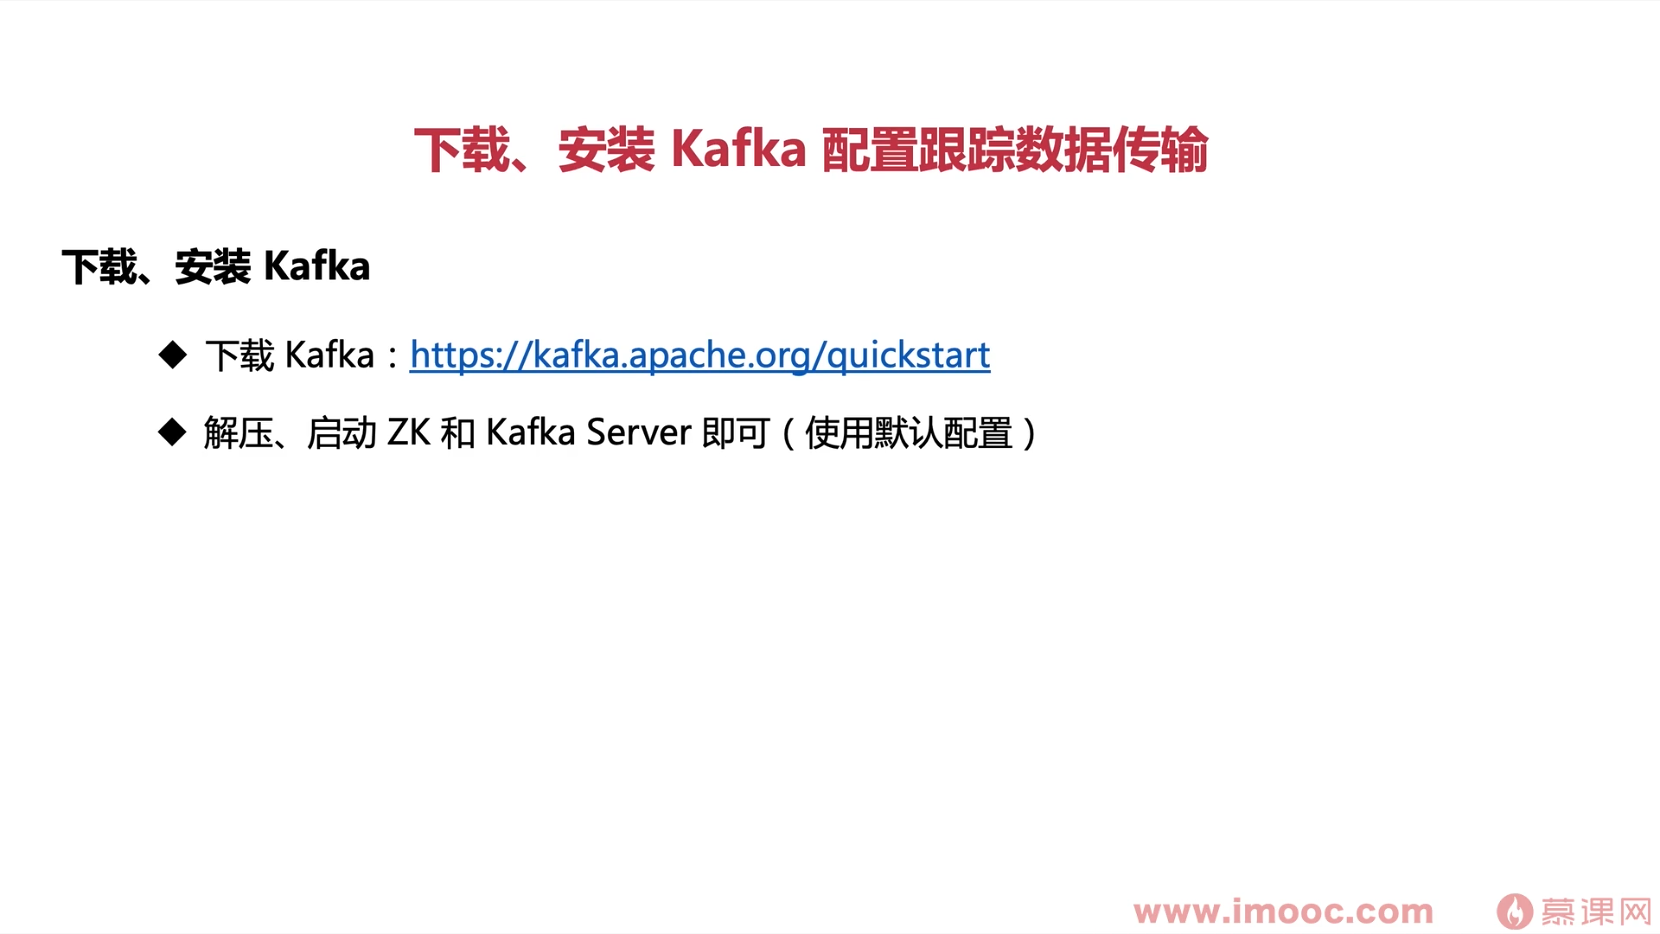 下载、安装 Kafka 配置跟踪数据传输
下载、安装 Kafka
◆ 下载 Kafka：https://kafka.apache.org/quickstart
◆ 解压、启动 ZK 和 Kafka Server 即可（使用默认配置）
www.imooc.com 慕课网